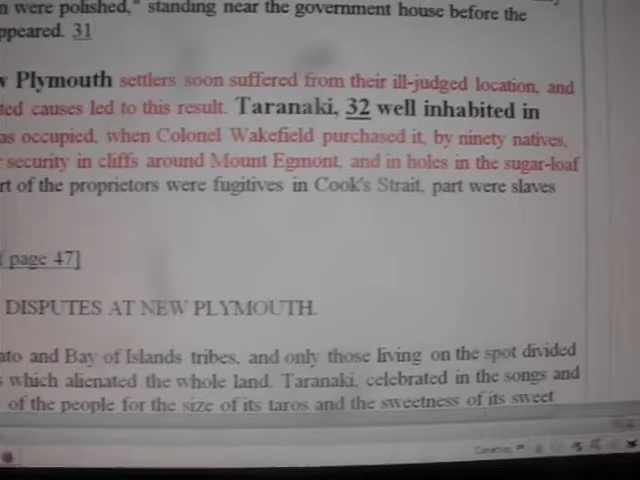 n were polished," standing near the government house before the
ppeared. 31
w Plymouth settlers soon suffered from their ill-judged location, and
ted causes led to this result. Taranaki, 32 well inhabited in
as occupied, when Colonel Wakefield purchased it, by ninety natives,
security in cliffs around Mount Egmont, and in holes in the sugar-loaf
rt of the proprietors were fugitives in Cook's Strait, part were slaves
[ page 47]
DISPUTES AT NEW PLYMOUTH.
ato and Bay of Islands tribes, and only those living on the spot divided
s which alienated the whole land. Taranaki, celebrated in the songs and
of the people for the size of its taros and the sweetness of its sweet